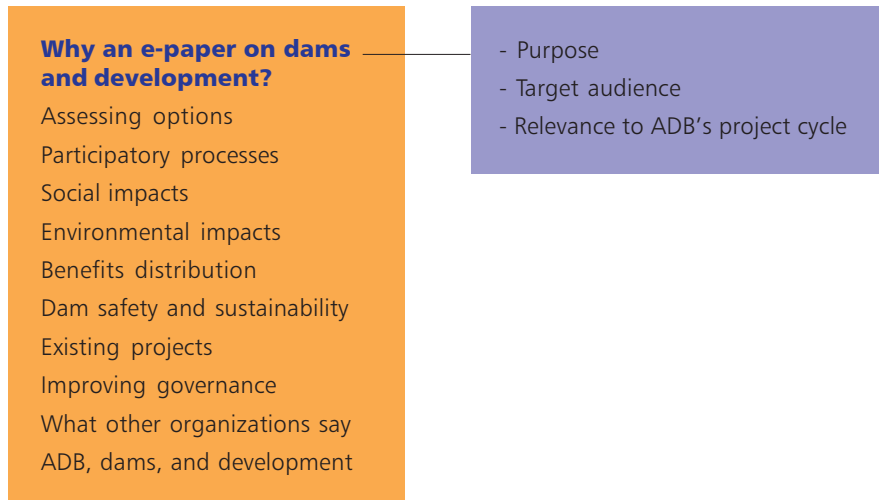 Why an e-paper on dams
and development?
Assessing options
Participatory processes
Social impacts
Environmental impacts
Benefits distribution
Dam safety and sustainability
Existing projects
Improving governance
What other organizations say
ADB, dams, and development
- Purpose
- Target audience
- Relevance to ADB’s project cycle